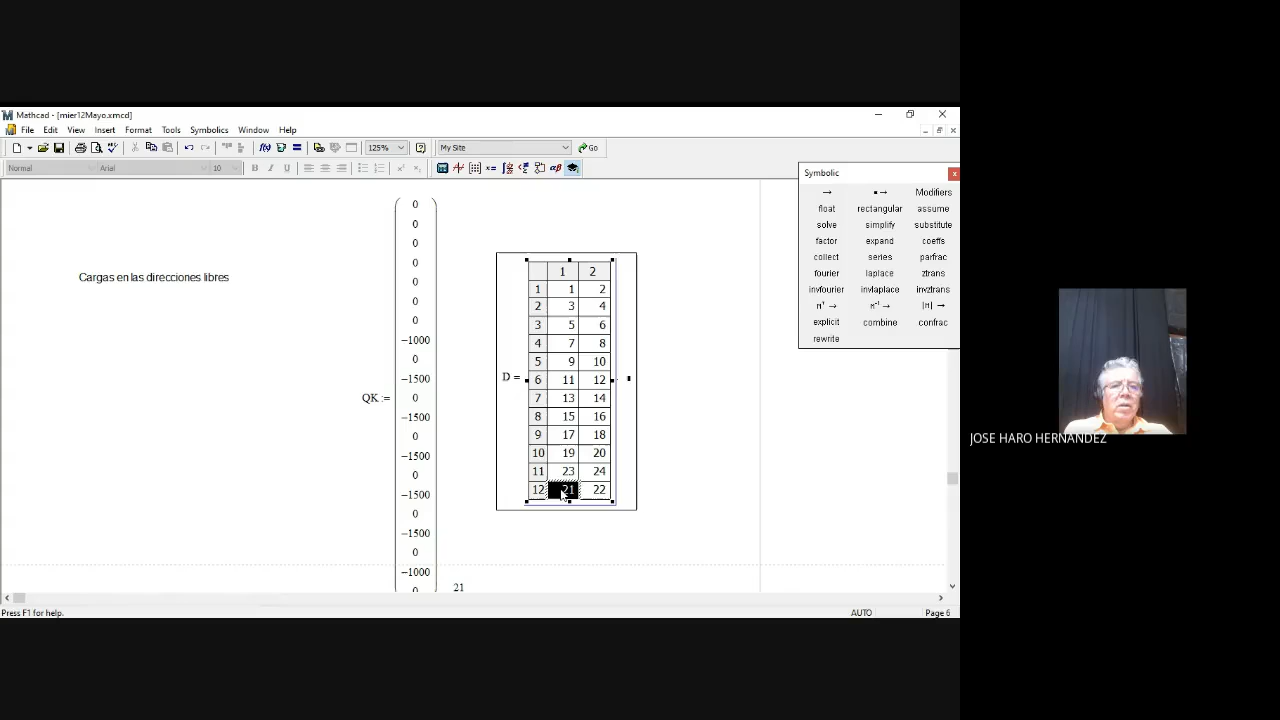 Mathcad - [mier12Mayo.xmcd]
File Edit View Insert Format Tools Symbolics Window Help
125% My Site Go
Normal Arial 10 B I U
Symbolic
→ ▪ → Modifiers
float rectangular assume
solve simplify substitute
factor expand coeffs
collect series parfrac
fourier laplace ztrans
invfourier invlaplace invztrans
Mᵀ → M⁻¹ → |M| →
explicit combine confrac
rewrite
Cargas en las direcciones libres
QK :=
0
0
0
0
0
0
0
−1000
0
−1500
0
−1500
0
−1500
0
−1500
0
−1500
0
−1000
0
D =
1 2
1 1 2
2 3 4
3 5 6
4 7 8
5 9 10
6 11 12
7 13 14
8 15 16
9 17 18
10 19 20
11 23 24
12 21 22
21
JOSE HARO HERNANDEZ
Press F1 for help. AUTO Page 6